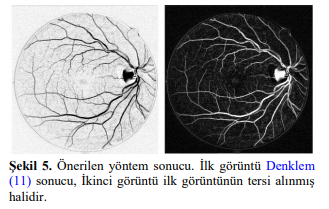 Şekil 5. Önerilen yöntem sonucu. İlk görüntü Denklem
(11) sonucu, İkinci görüntü ilk görüntünün tersi alınmış
halidir.